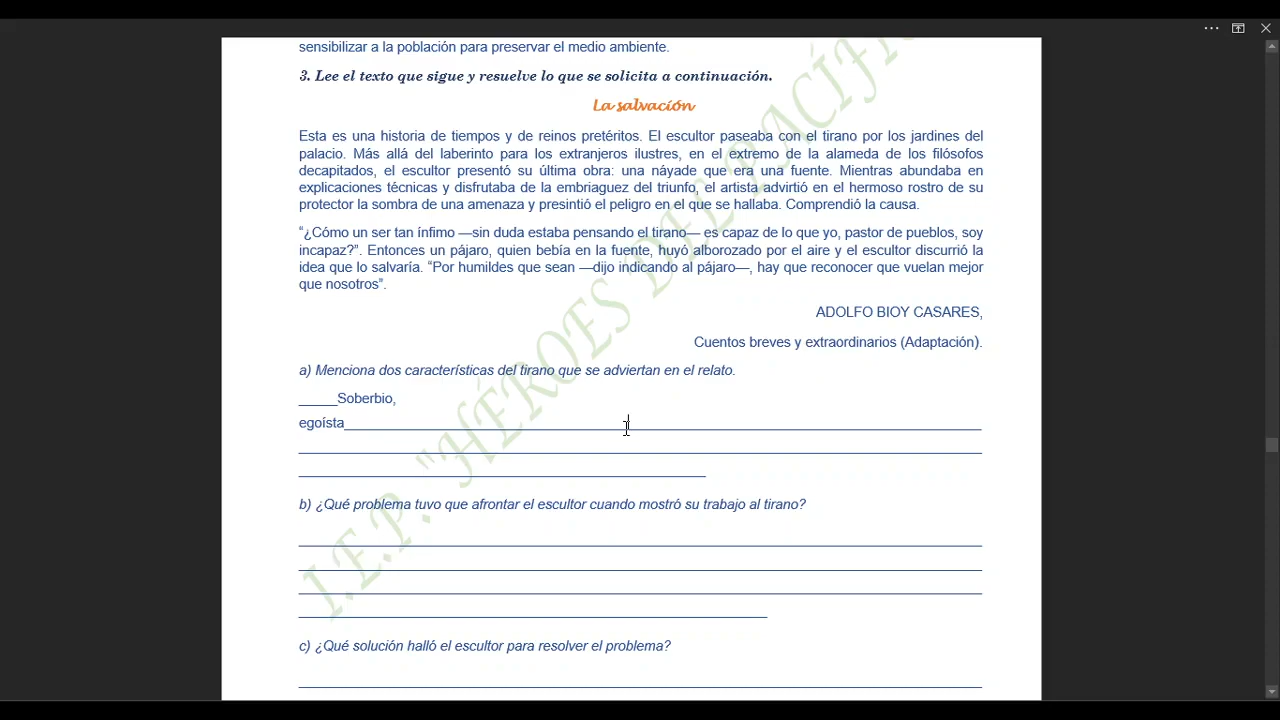 sensibilizar a la población para preservar el medio ambiente.
3. Lee el texto que sigue y resuelve lo que se solicita a continuación.
La salvación
Esta es una historia de tiempos y de reinos pretéritos. El escultor paseaba con el tirano por los jardines del
palacio. Más allá del laberinto para los extranjeros ilustres, en el extremo de la alameda de los filósofos
decapitados, el escultor presentó su última obra: una náyade que era una fuente. Mientras abundaba en
explicaciones técnicas y disfrutaba de la embriaguez del triunfo, el artista advirtió en el hermoso rostro de su
protector la sombra de una amenaza y presintió el peligro en el que se hallaba. Comprendió la causa.
“¿Cómo un ser tan ínfimo —sin duda estaba pensando el tirano— es capaz de lo que yo, pastor de pueblos, soy
incapaz?”. Entonces un pájaro, quien bebía en la fuente, huyó alborozado por el aire y el escultor discurrió la
idea que lo salvaría. “Por humildes que sean —dijo indicando al pájaro—, hay que reconocer que vuelan mejor
que nosotros”.
ADOLFO BIOY CASARES,
Cuentos breves y extraordinarios (Adaptación).
a) Menciona dos características del tirano que se adviertan en el relato.
_____Soberbio,
egoísta
b) ¿Qué problema tuvo que afrontar el escultor cuando mostró su trabajo al tirano?
c) ¿Qué solución halló el escultor para resolver el problema?
I.E.P. "HÉROES DEL PACÍF